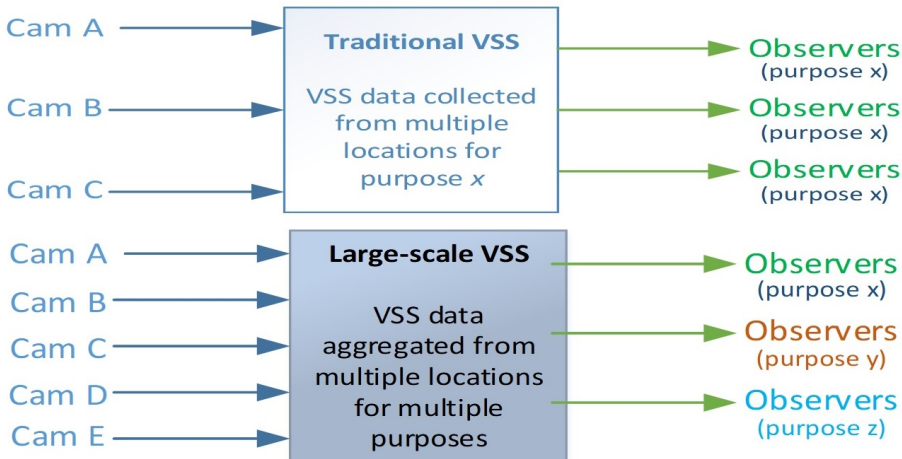 Cam A
Cam B
Cam C
Traditional VSS
VSS data collected
from multiple
locations for
purpose x
Observers
(purpose x)
Observers
(purpose x)
Observers
(purpose x)
Cam A
Cam B
Cam C
Cam D
Cam E
Large-scale VSS
VSS data
aggregated from
multiple locations
for multiple
purposes
Observers
(purpose x)
Observers
(purpose y)
Observers
(purpose z)